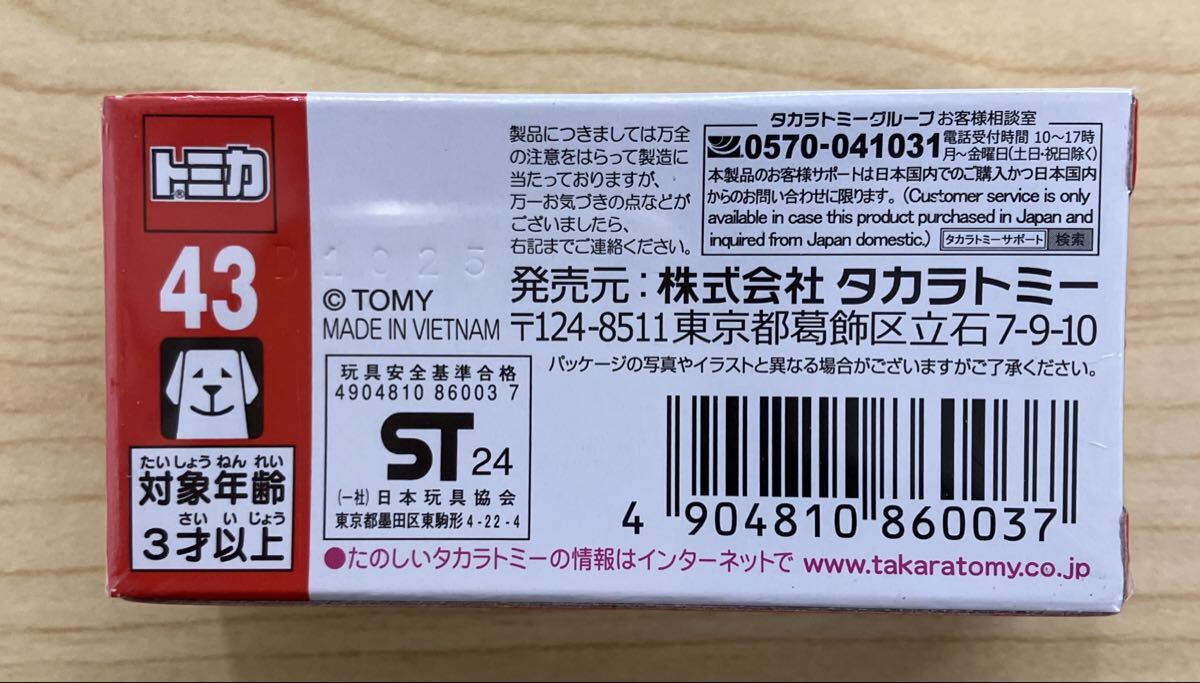 トミカ
®
43
たいしょう ねん れい
対象年齢
さい い じょう
3才以上
1025
© TOMY
MADE IN VIETNAM
製品につきましては万全
の注意をはらって製造に
当たっておりますが、
万一お気づきの点などが
ございましたら、
右記までご連絡ください。
タカラトミーグループ お客様相談室
0570-041031
電話受付時間 10〜17時
月〜金曜日(土日・祝日除く)
本製品のお客様サポートは日本国内でのご購入かつ日本国内
からのお問い合わせに限ります。(Customer service is only
available in case this product purchased in Japan and
inquired from Japan domestic.) タカラトミーサポート 検索
発売元:株式会社 タカラトミー
〒124-8511 東京都葛飾区立石7-9-10
パッケージの写真やイラストと異なる場合がございますがご了承ください。
玩具安全基準合格
4904810 86003 7
ST 24
(一社)日本玩具協会
東京都墨田区東駒形4-22-4
4 904810 860037
●たのしいタカラトミーの情報はインターネットで www.takaratomy.co.jp